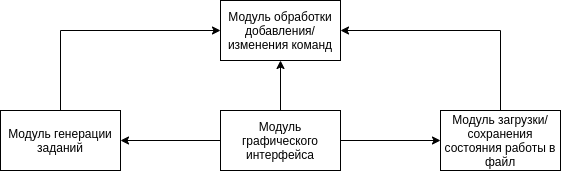 Модуль обработки
добавления/
изменения команд
Модуль генерации
заданий
Модуль
графического
интерфейса
Модуль загрузки/
сохранения
состояния работы в
файл